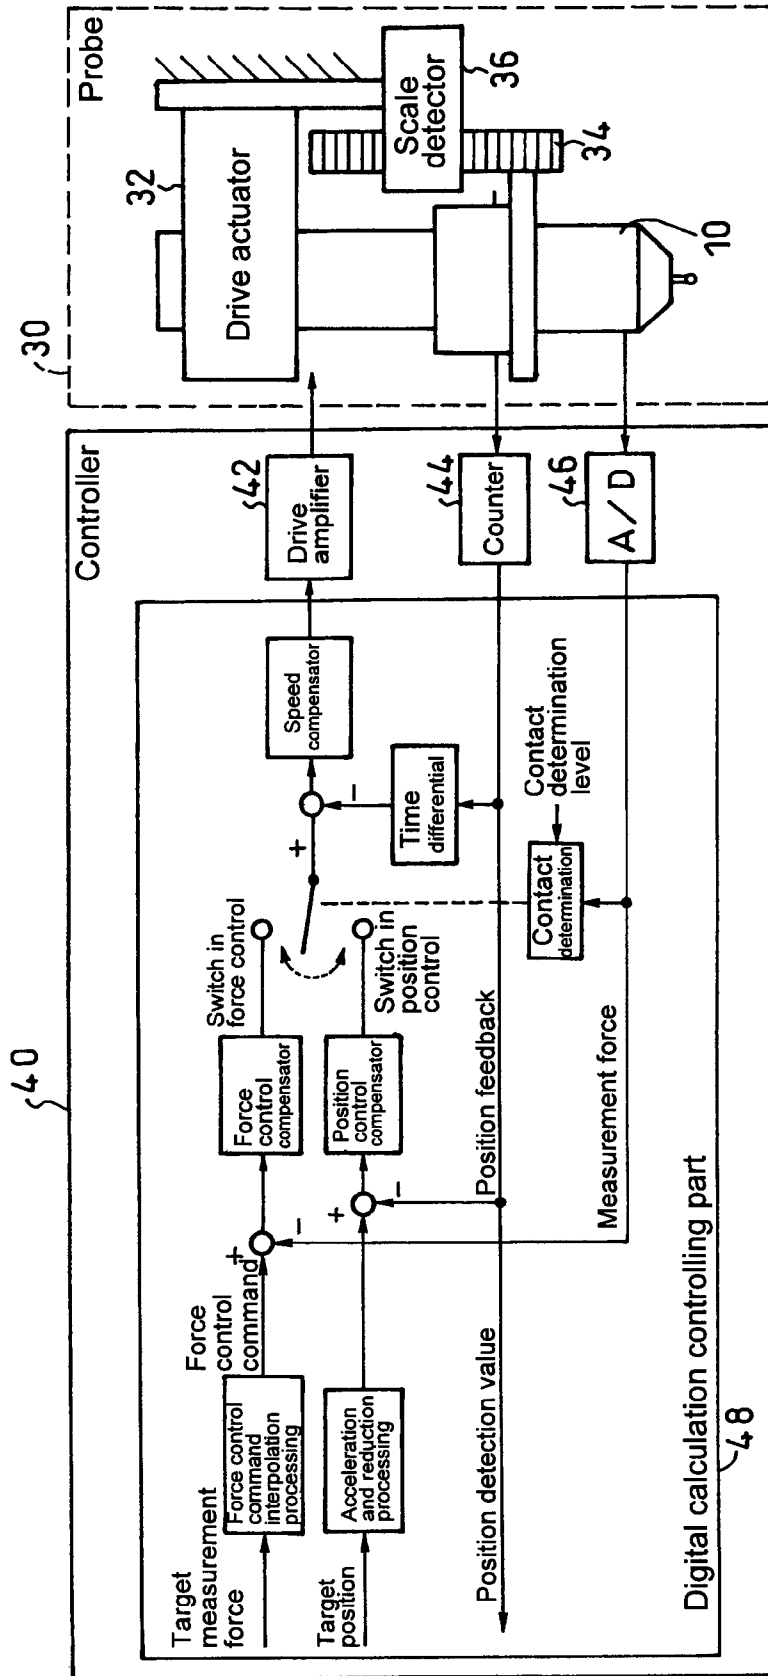 40
30
Controller
Probe
Target
measurement
force
Force control
command
interpolation
processing
Force
control
command
+
−
Force
control
compensator
Switch in
force control
Target
position
Acceleration
and reduction
processing
+
−
Position
control
compensator
Switch in
position
control
+
−
Speed
compensator
Time
differential
Drive
amplifier
42
Drive actuator
32
Scale
detector
36
34
10
Counter
44
A/D
46
Position detection value
Position feedback
Measurement force
Contact
determination
Contact
determination
level
Digital calculation controlling part
48